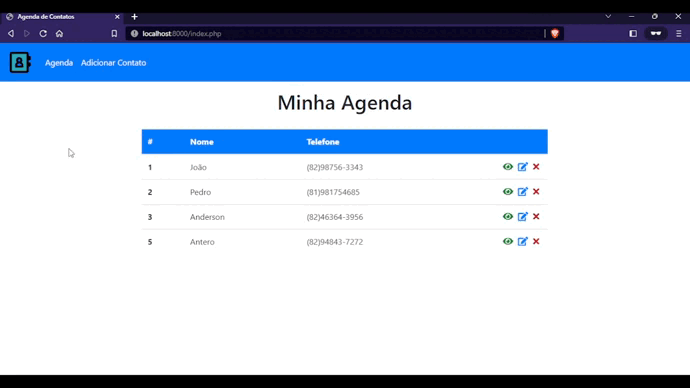 Agenda de Contatos
localhost:8000/index.php
Agenda Adicionar Contato
Minha Agenda
# Nome Telefone
1 João (82)98756-3343
2 Pedro (81)981754685
3 Anderson (82)46364-3956
5 Antero (82)94843-7272